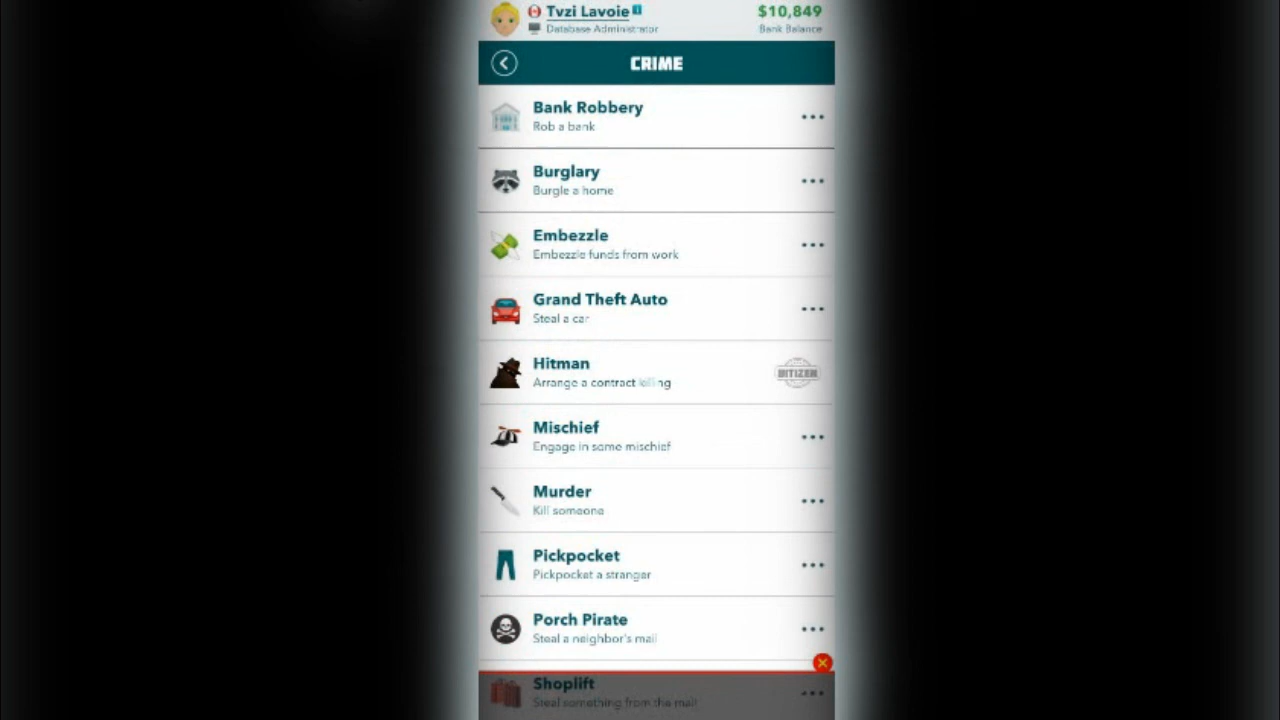 Tvzi Lavoie
$10,849
Database Administrator
Bank Balance
CRIME
Bank Robbery
Rob a bank
Burglary
Burgle a home
Embezzle
Embezzle funds from work
Grand Theft Auto
Steal a car
Hitman
Arrange a contract killing
BITIZEN
Mischief
Engage in some mischief
Murder
Kill someone
Pickpocket
Pickpocket a stranger
Porch Pirate
Steal a neighbor's mail
Shoplift
Steal something from the mall